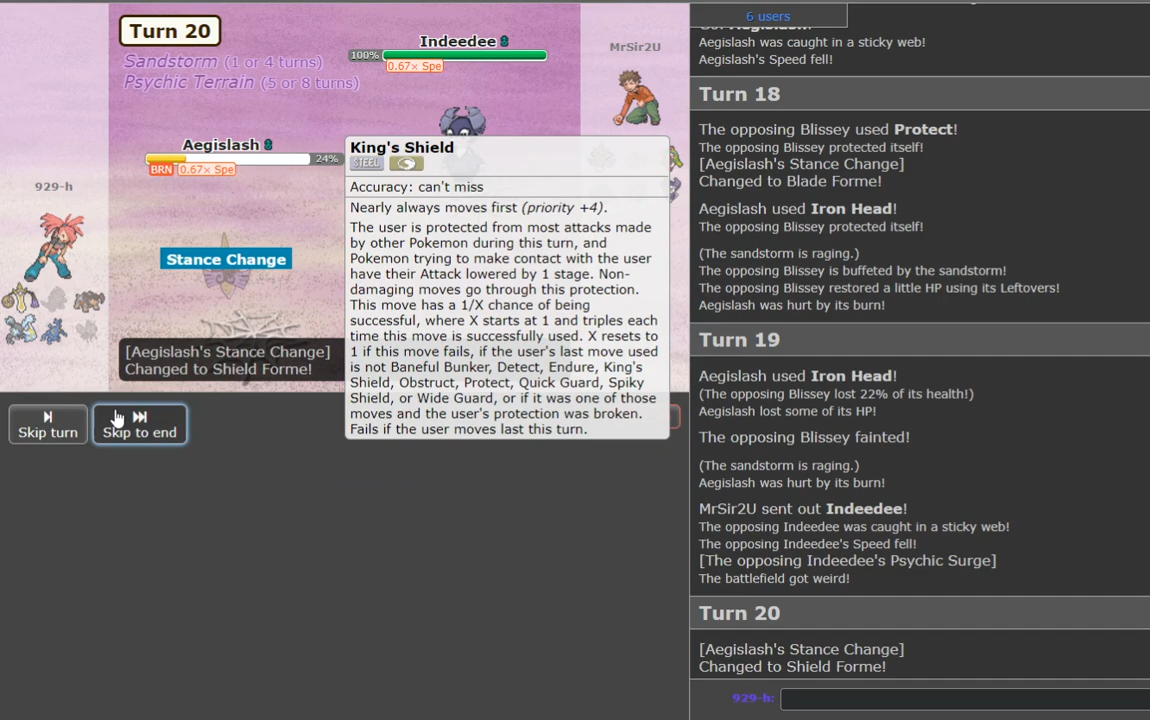 6 users
Turn 20
Sandstorm (1 or 4 turns)
Psychic Terrain (5 or 8 turns)
Indeedee
100%
0.67× Spe
MrSir2U
Aegislash
24%
BRN 0.67× Spe
929-h
Stance Change
[Aegislash's Stance Change]
Changed to Shield Forme!
King's Shield
STEEL
Accuracy: can't miss
Nearly always moves first (priority +4).
The user is protected from most attacks made
by other Pokemon during this turn, and
Pokemon trying to make contact with the user
have their Attack lowered by 1 stage. Non-
damaging moves go through this protection.
This move has a 1/X chance of being
successful, where X starts at 1 and triples each
time this move is successfully used. X resets to
1 if this move fails, if the user's last move used
is not Baneful Bunker, Detect, Endure, King's
Shield, Obstruct, Protect, Quick Guard, Spiky
Shield, or Wide Guard, or if it was one of those
moves and the user's protection was broken.
Fails if the user moves last this turn.
Skip turn
Skip to end
Aegislash was caught in a sticky web!
Aegislash's Speed fell!
Turn 18
The opposing Blissey used Protect!
The opposing Blissey protected itself!
[Aegislash's Stance Change]
Changed to Blade Forme!
Aegislash used Iron Head!
The opposing Blissey protected itself!
(The sandstorm is raging.)
The opposing Blissey is buffeted by the sandstorm!
The opposing Blissey restored a little HP using its Leftovers!
Aegislash was hurt by its burn!
Turn 19
Aegislash used Iron Head!
(The opposing Blissey lost 22% of its health!)
Aegislash lost some of its HP!
The opposing Blissey fainted!
(The sandstorm is raging.)
Aegislash was hurt by its burn!
MrSir2U sent out Indeedee!
The opposing Indeedee was caught in a sticky web!
The opposing Indeedee's Speed fell!
[The opposing Indeedee's Psychic Surge]
The battlefield got weird!
Turn 20
[Aegislash's Stance Change]
Changed to Shield Forme!
929-h: